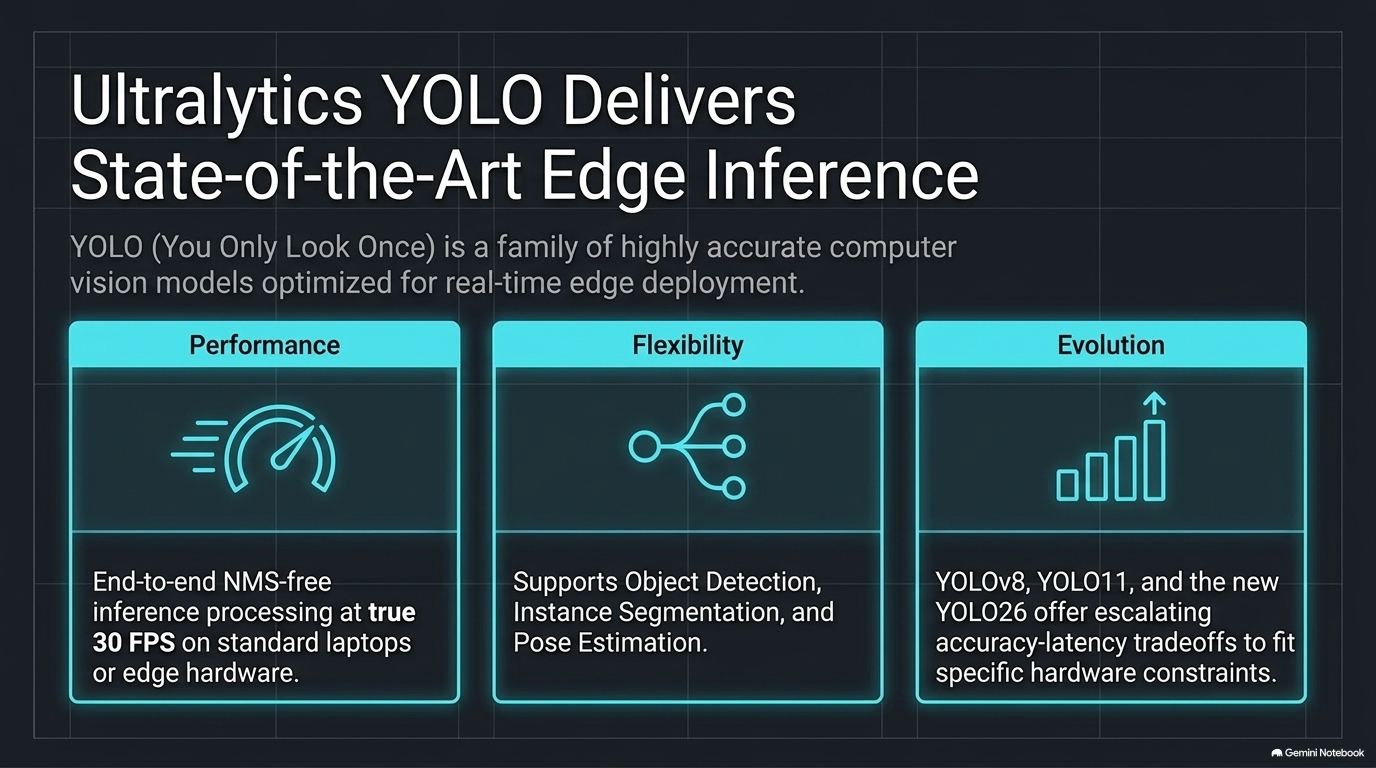 Ultralytics YOLO Delivers
State-of-the-Art Edge Inference
YOLO (You Only Look Once) is a family of highly accurate computer
vision models optimized for real-time edge deployment.
Performance
End-to-end NMS-free
inference processing at true
30 FPS on standard laptops
or edge hardware.
Flexibility
Supports Object Detection,
Instance Segmentation, and
Pose Estimation.
Evolution
YOLOv8, YOLO11, and the new
YOLO26 offer escalating
accuracy-latency tradeoffs to fit
specific hardware constraints.
Gemini Notebook